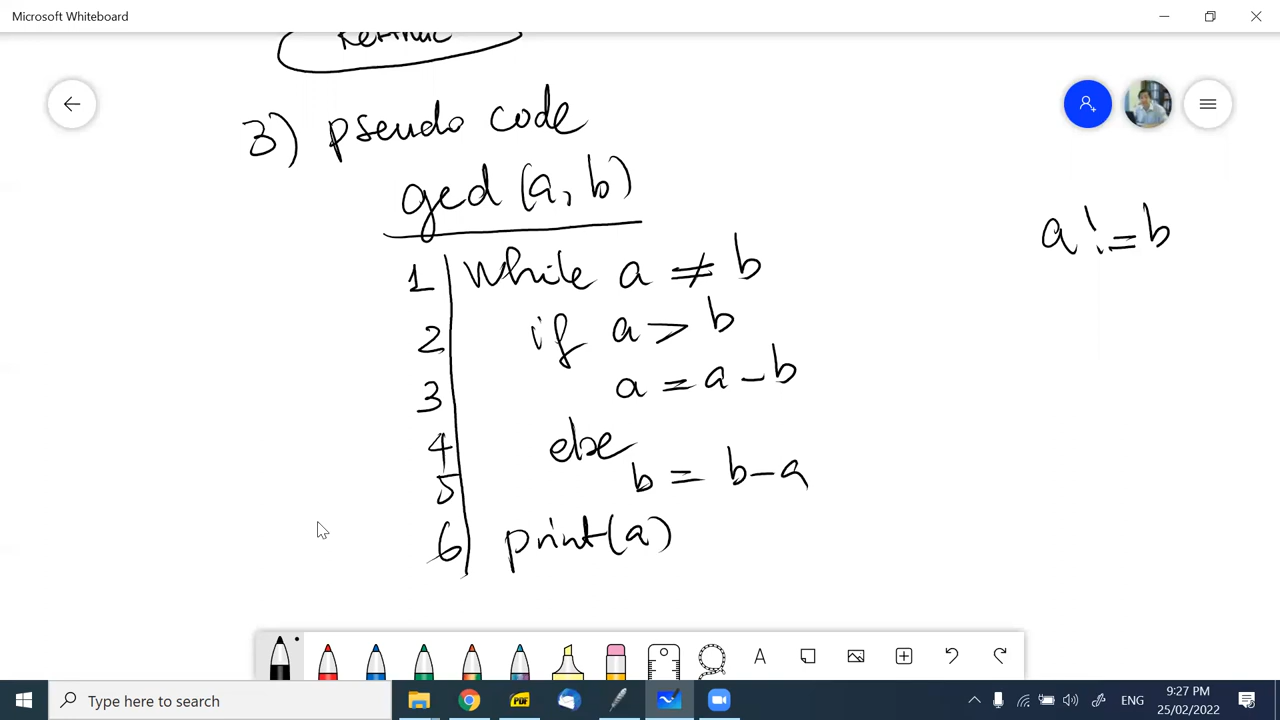 Microsoft Whiteboard
3) pseudo code
gcd(a, b)
1 while a ≠ b
2 if a > b
3 a = a - b
4 else
5 b = b - a
6 print(a)
a != b
Type here to search
PDF
ENG
9:27 PM
25/02/2022